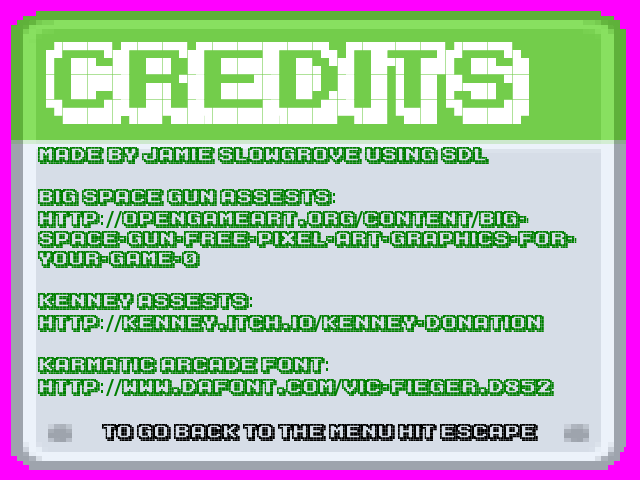 CREDITS
MADE BY JAMIE SLOWGROVE USING SDL
BIG SPACE GUN ASSESTS:
HTTP://OPENGAMEART.ORG/CONTENT/BIG-
SPACE-GUN-FREE-PIXEL-ART-GRAPHICS-FOR-
YOUR-GAME-0
KENNEY ASSESTS:
HTTP://KENNEY.ITCH.IO/KENNEY-DONATION
KARMATIC ARCADE FONT:
HTTP://WWW.DAFONT.COM/VIC-FIEGER.D852
TO GO BACK TO THE MENU HIT ESCAPE